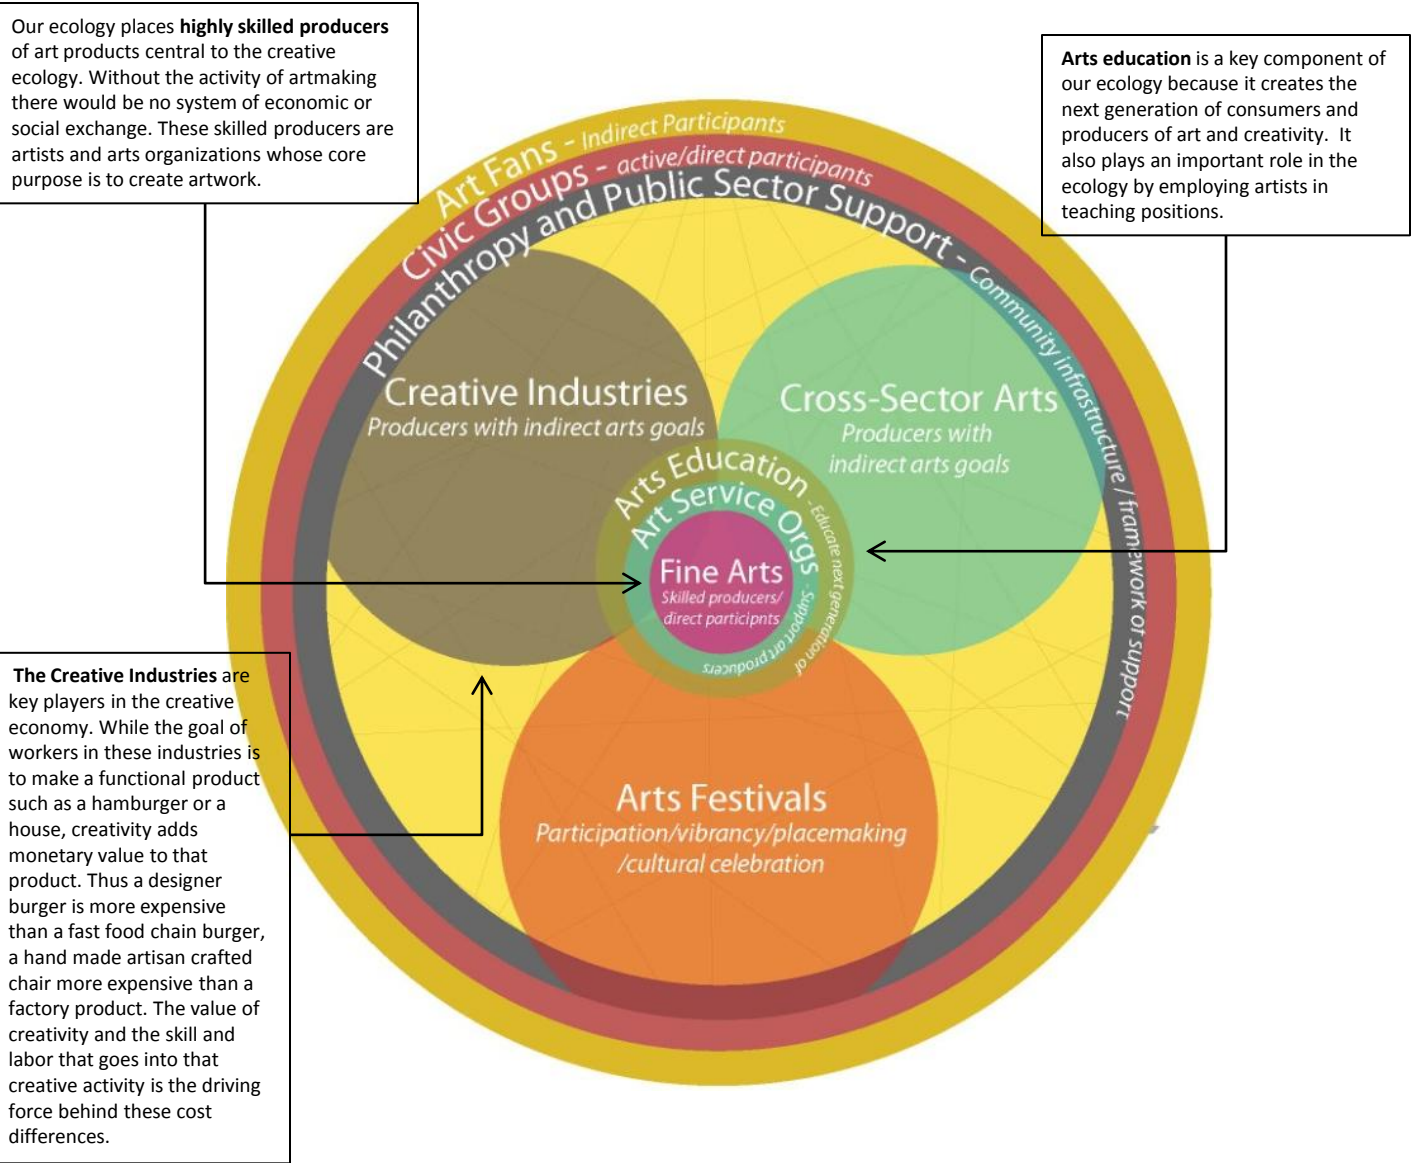 Our ecology places highly skilled producers
of art products central to the creative
ecology. Without the activity of artmaking
there would be no system of economic or
social exchange. These skilled producers are
artists and arts organizations whose core
purpose is to create artwork.
Arts education is a key component of
our ecology because it creates the
next generation of consumers and
producers of art and creativity.  It
also plays an important role in the
ecology by employing artists in
teaching positions.
Art Fans - Indirect Participants
Civic Groups - active/direct participants
Philanthropy and Public Sector Support - Community infrastructure / framework of support
Creative Industries
Producers with indirect arts goals
Cross-Sector Arts
Producers with
indirect arts goals
Arts Education - Educate next generation of
Art Service Orgs - Support art producers
Fine Arts
Skilled producers/
direct participnts
Arts Festivals
Participation/vibrancy/placemaking
/cultural celebration
The Creative Industries are
key players in the creative
economy. While the goal of
workers in these industries is
to make a functional product
such as a hamburger or a
house, creativity adds
monetary value to that
product. Thus a designer
burger is more expensive
than a fast food chain burger,
a hand made artisan crafted
chair more expensive than a
factory product. The value of
creativity and the skill and
labor that goes into that
creative activity is the driving
force behind these cost
differences.